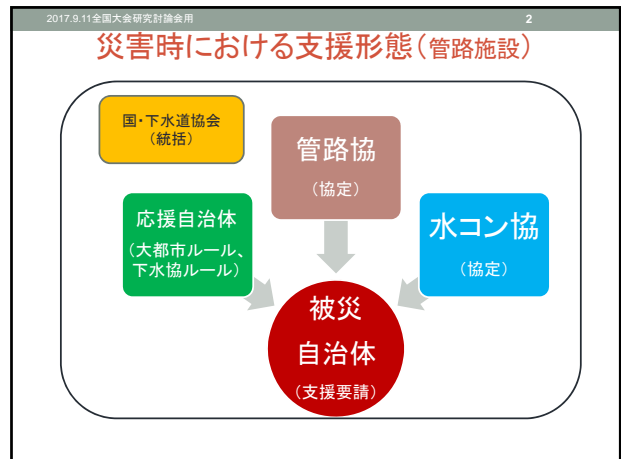 2017.9.11全国大会研究討論会用
2
災害時における支援形態(管路施設)
国・下水道協会
(統括)
管路協
(協定)
応援自治体
(大都市ルール、
下水協ルール)
水コン協
(協定)
被災
自治体
(支援要請)